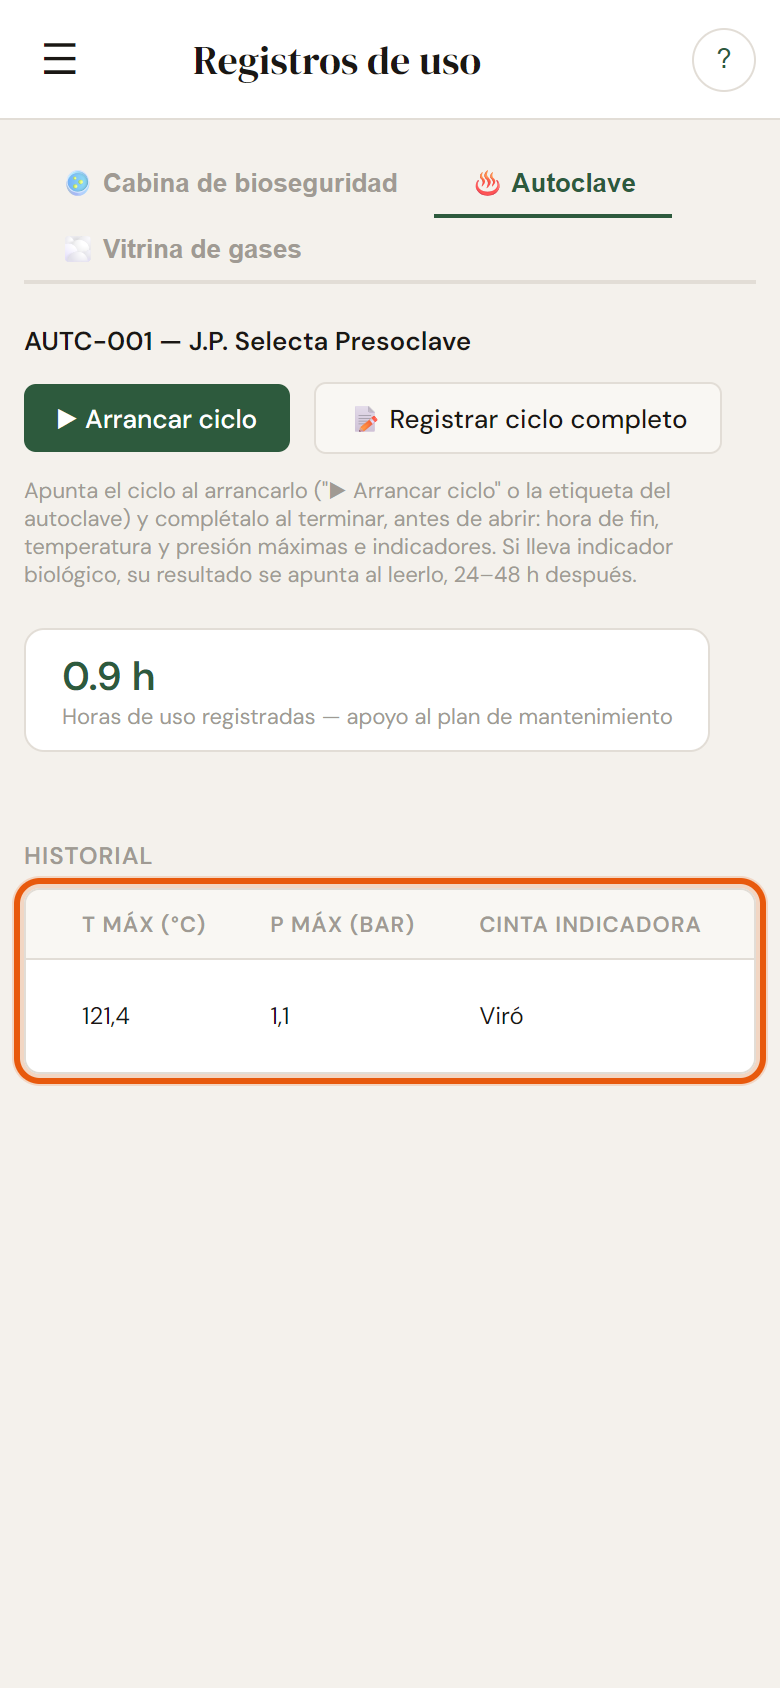 ☰ Registros de uso ?
Cabina de bioseguridad
Autoclave
Vitrina de gases
AUTC-001 — J.P. Selecta Presoclave
▶ Arrancar ciclo
Registrar ciclo completo
Apunta el ciclo al arrancarlo ("▶ Arrancar ciclo" o la etiqueta del
autoclave) y complétalo al terminar, antes de abrir: hora de fin,
temperatura y presión máximas e indicadores. Si lleva indicador
biológico, su resultado se apunta al leerlo, 24–48 h después.
0.9 h
Horas de uso registradas — apoyo al plan de mantenimiento
HISTORIAL
T MÁX (°C) P MÁX (BAR) CINTA INDICADORA
121,4 1,1 Viró